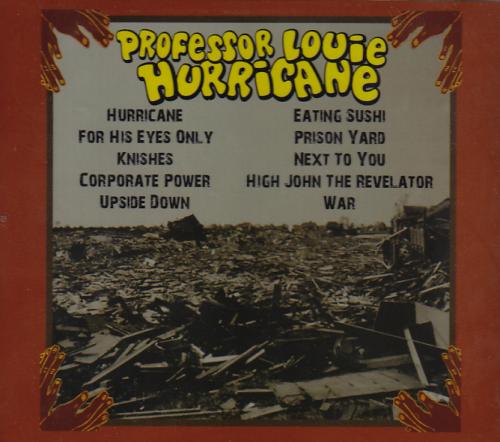 PROFESSOR LOUIE
HURRICANE
HURRICANE
FOR HIS EYES ONLY
KNISHES
CORPORATE POWER
UPSIDE DOWN
EATING SUSHI
PRISON YARD
NEXT TO YOU
HIGH JOHN THE REVELATOR
WAR